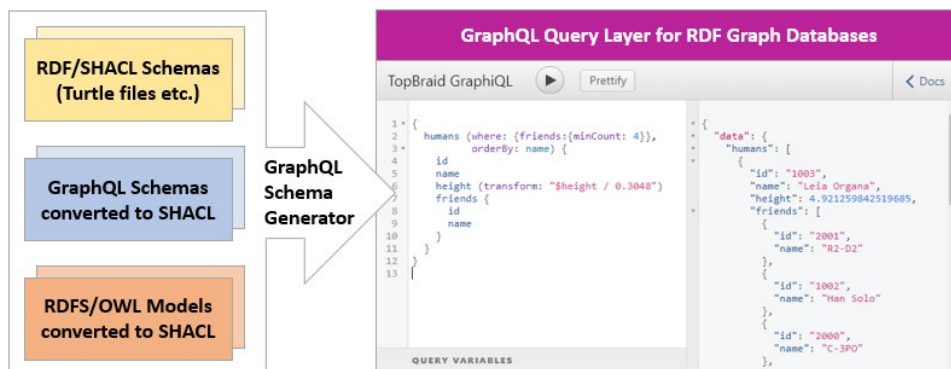 RDF/SHACL Schemas
(Turtle files etc.)
GraphQL Schemas
converted to SHACL
RDFS/OWL Models
converted to SHACL
GraphQL
Schema
Generator
GraphQL Query Layer for RDF Graph Databases
TopBraid GraphiQL
Prettify
< Docs
1 {
2 humans (where: {friends:{minCount: 4}},
3 orderBy: name) {
4 id
5 name
6 height (transform: "$height / 0.3048")
7 friends {
8 id
9 name
10 }
11 }
12 }
13
QUERY VARIABLES
{
"data": {
"humans": [
{
"id": "1003",
"name": "Leia Organa",
"height": 4.921259842519685,
"friends": [
{
"id": "2001",
"name": "R2-D2"
},
{
"id": "1002",
"name": "Han Solo"
},
{
"id": "2000",
"name": "C-3PO"
},